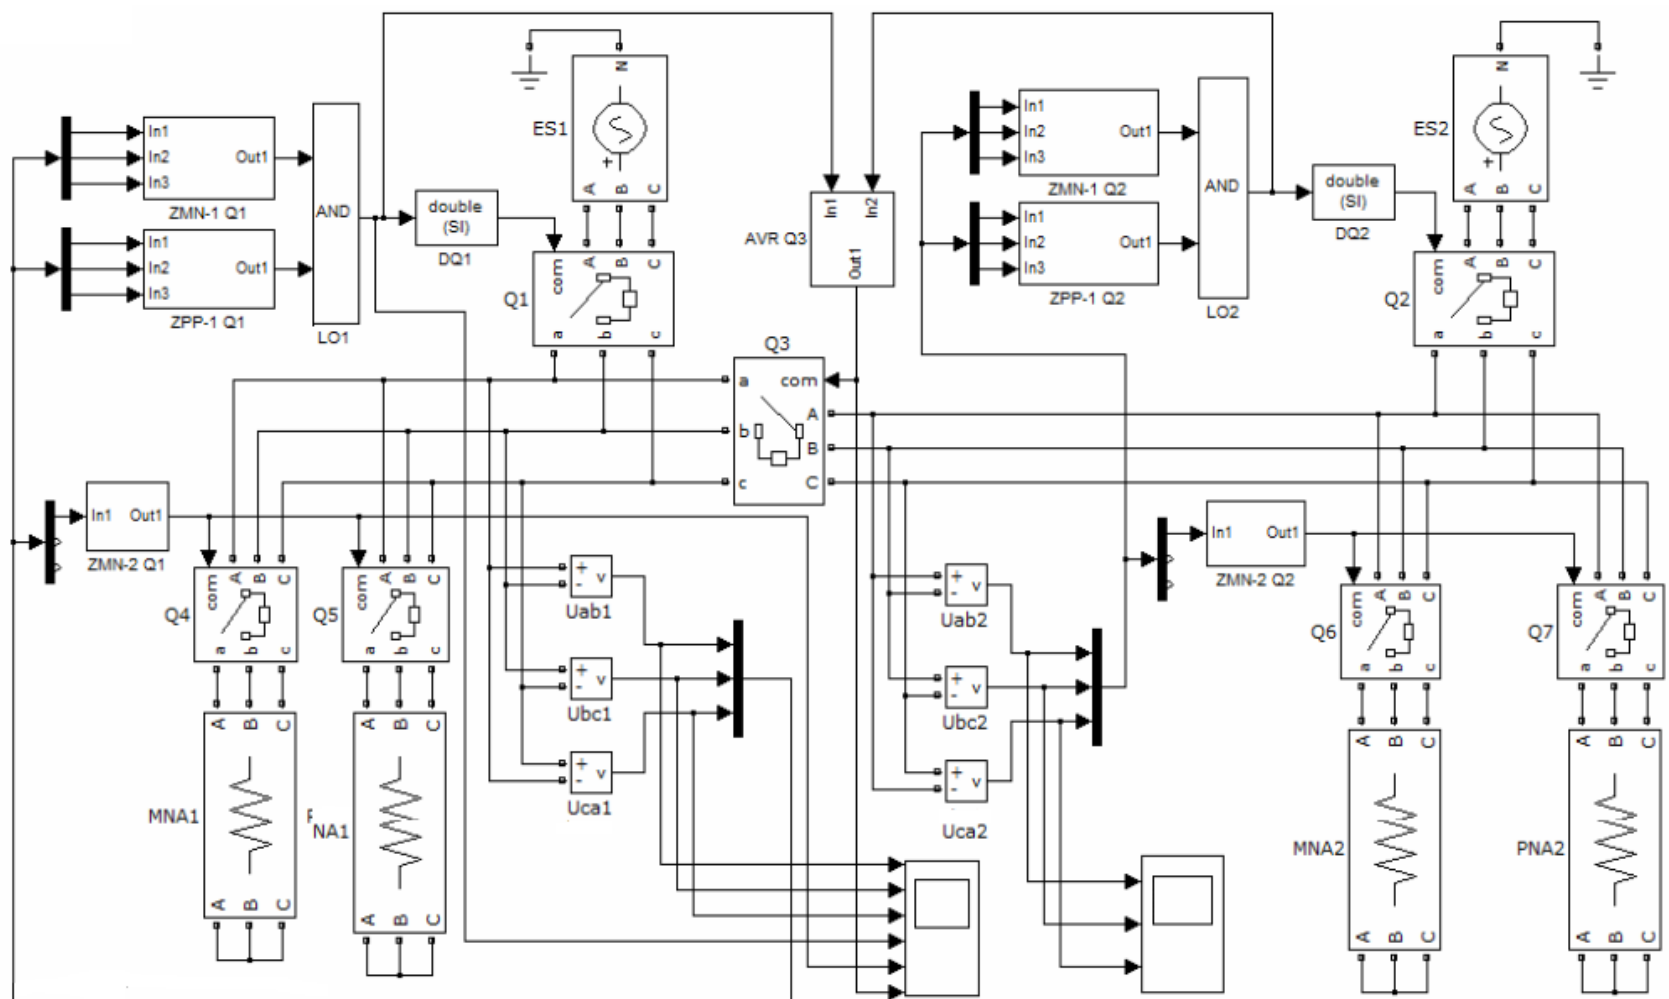 N
ES1
A B C
In1
In2
In3
Out1
ZMN-1 Q1
In1
In2
In3
Out1
ZPP-1 Q1
AND
LO1
double
(SI)
DQ1
com A B C
Q1
a b c
In1 In2
AVR Q3
Out1
In1
In2
In3
Out1
ZMN-1 Q2
In1
In2
In3
Out1
ZPP-1 Q2
AND
LO2
double
(SI)
DQ2
N
ES2
A B C
com A B C
Q2
a b c
Q3
a com
A
b
B
c C
In1 Out1
ZMN-2 Q1
com A B C
Q4
a b c
com A B C
Q5
a b c
+
- v
Uab1
+
- v
Ubc1
+
- v
Uca1
+
- v
Uab2
+
- v
Ubc2
+
- v
Uca2
In1 Out1
ZMN-2 Q2
com A B C
Q6
a b c
com A B C
Q7
a b c
A B C
MNA1
A B C
A B C
NA1
A B C
A B C
MNA2
A B C
A B C
PNA2
A B C